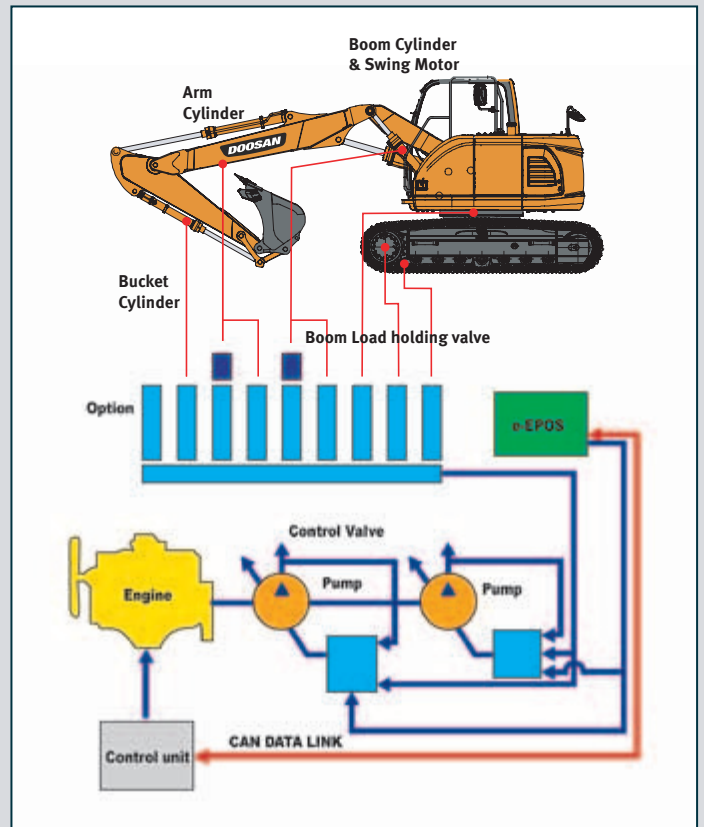 Boom Cylinder
& Swing Motor
Arm
Cylinder
DOOSAN
Bucket
Cylinder
Boom Load holding valve
Option
e-EPOS
Control Valve
Engine
Pump
Pump
CAN DATA LINK
Control unit